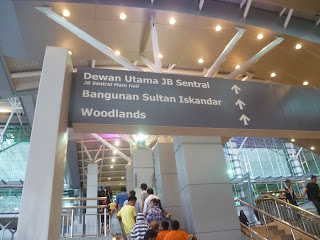 Dewan Utama JB Sentral
JB Sentral Main Hall
Bangunan Sultan Iskandar
Woodlands